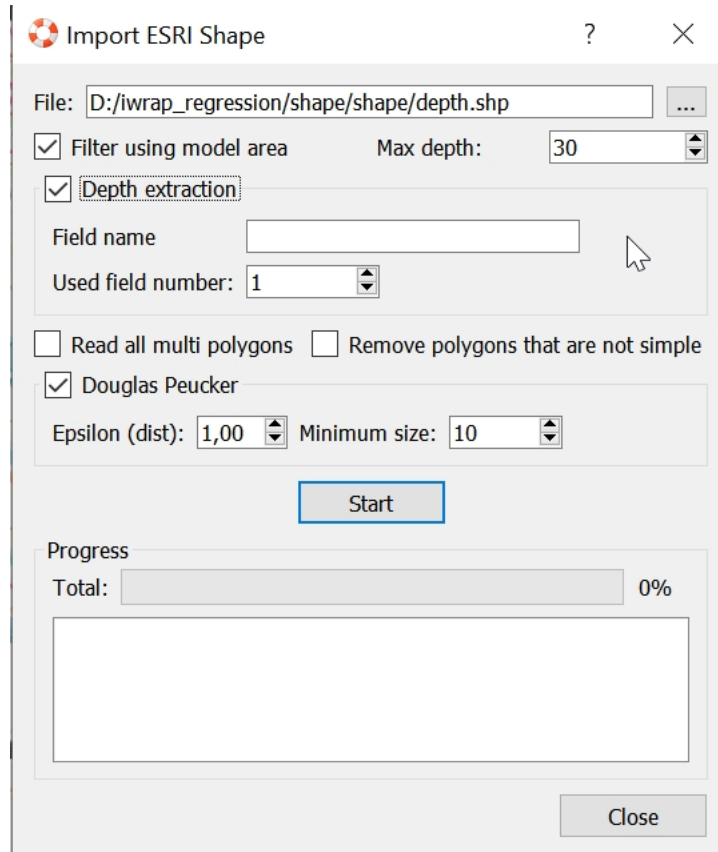 Import ESRI Shape ?
File: D:/iwrap_regression/shape/shape/depth.shp ...
Filter using model area Max depth: 30
Depth extraction
Field name
Used field number: 1
Read all multi polygons Remove polygons that are not simple
Douglas Peucker
Epsilon (dist): 1,00 Minimum size: 10
Start
Progress
Total: 0%
Close